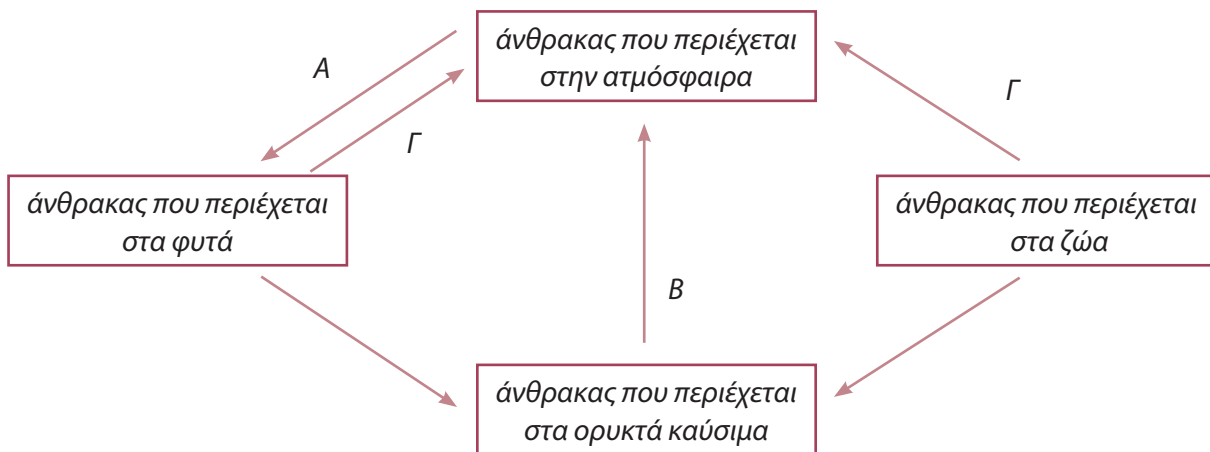 άνθρακας που περιέχεται
στην ατμόσφαιρα
Α
Γ
Γ
άνθρακας που περιέχεται
στα φυτά
άνθρακας που περιέχεται
στα ζώα
Β
άνθρακας που περιέχεται
στα ορυκτά καύσιμα